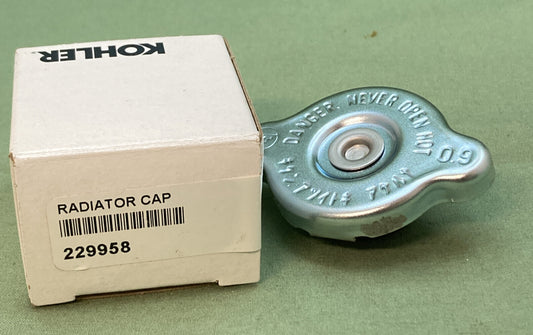 KOHLER
RADIATOR CAP
229958
DANGER. NEVER OPEN HOT
60